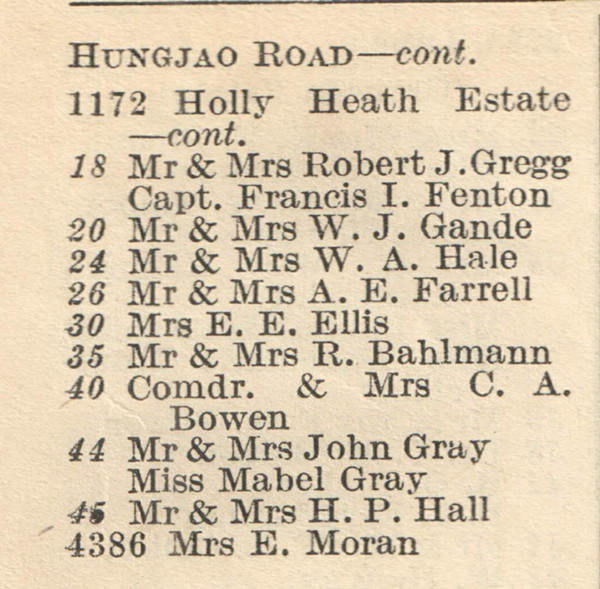 HUNGJAO ROAD—cont.
1172 Holly Heath Estate
—cont.
18 Mr & Mrs Robert J. Gregg
Capt. Francis I. Fenton
20 Mr & Mrs W. J. Gande
24 Mr & Mrs W. A. Hale
26 Mr & Mrs A. E. Farrell
30 Mrs E. E. Ellis
35 Mr & Mrs R. Bahlmann
40 Comdr. & Mrs C. A.
Bowen
44 Mr & Mrs John Gray
Miss Mabel Gray
45 Mr & Mrs H. P. Hall
4386 Mrs E. Moran